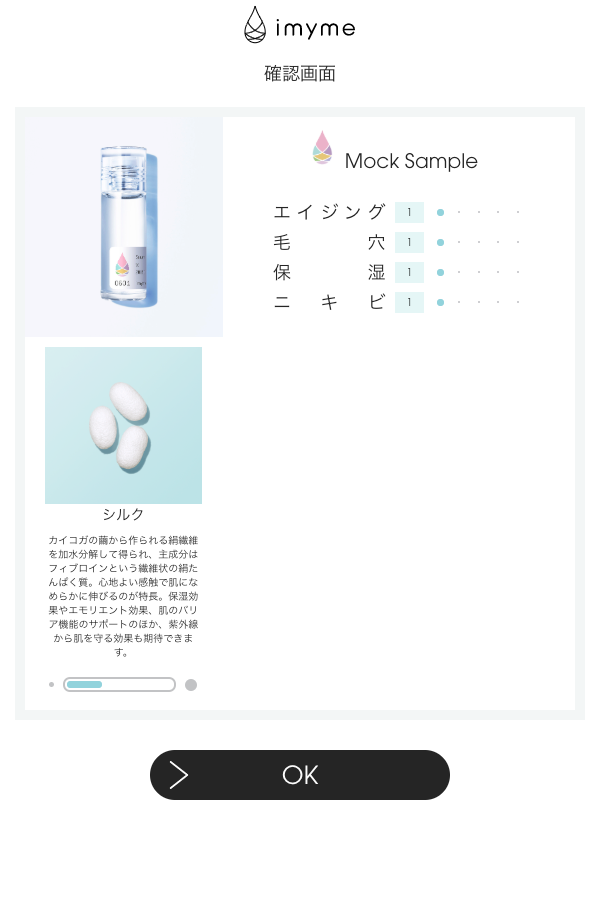 imyme
確認画面
Mock Sample
エイジング 1
毛穴 1
保湿 1
ニキビ 1
0601
シルク
カイコガの繭から作られる絹繊維
を加水分解して得られ、主成分は
フィブロインという繊維状の絹た
んぱく質。心地よい感触で肌にな
めらかに伸びるのが特長。保湿効
果やエモリエント効果、肌のバリ
ア機能のサポートのほか、紫外線
から肌を守る効果も期待できま
す。
OK